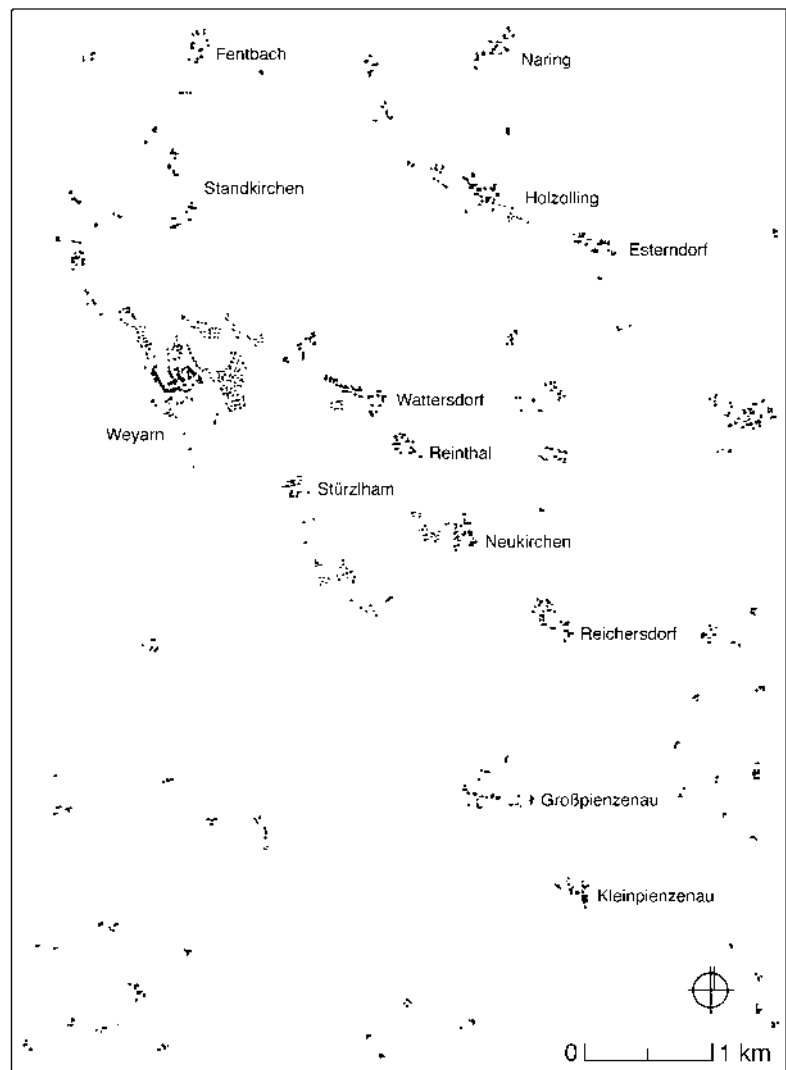 Fentbach
Naring
Standkirchen
Holzolling
Esterndorf
Wattersdorf
Weyarn
Reinthal
Stürzlham
Neukirchen
Reichersdorf
Großpienzenau
Kleinpienzenau
0 1 km